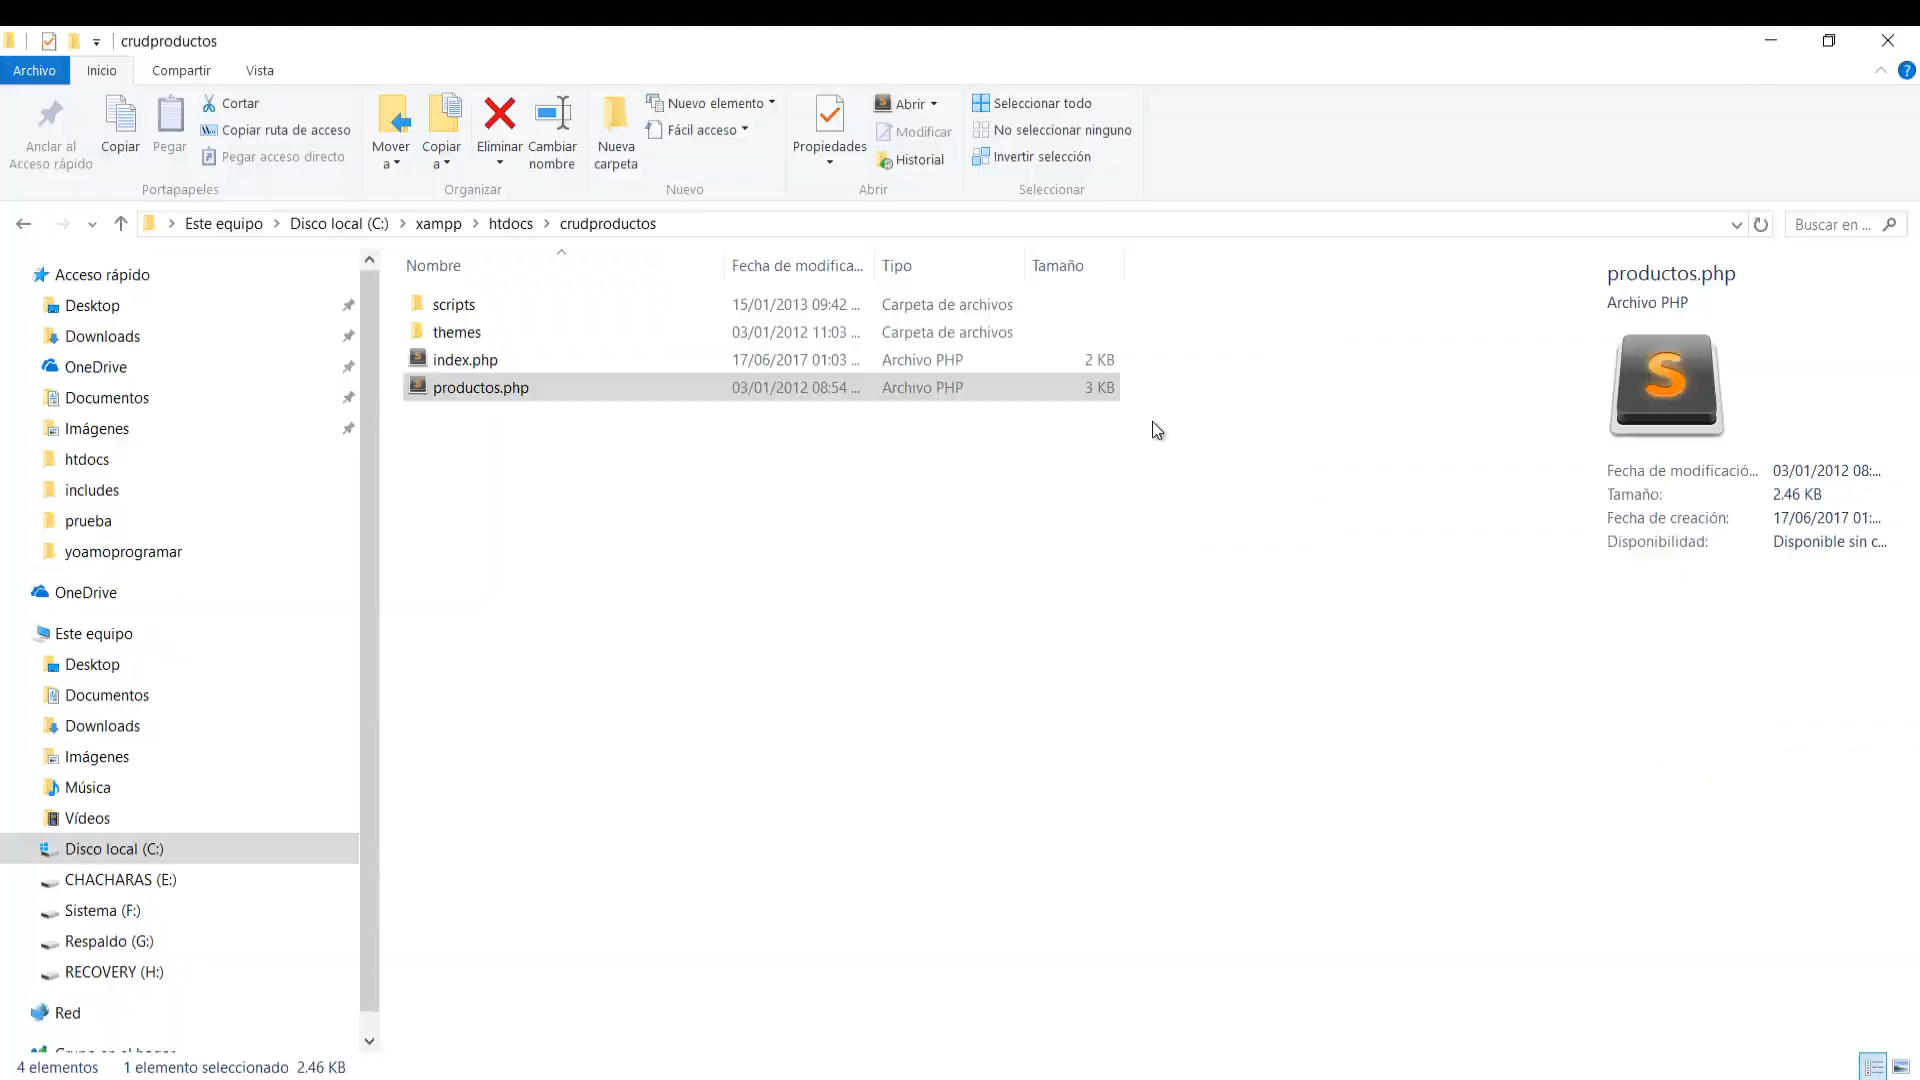 crudproductos
Archivo Inicio Compartir Vista
Anclar al Acceso rápido
Copiar
Pegar
Cortar
Copiar ruta de acceso
Pegar acceso directo
Portapapeles
Mover a
Copiar a
Eliminar
Cambiar nombre
Organizar
Nueva carpeta
Nuevo elemento
Fácil acceso
Nuevo
Propiedades
Abrir
Modificar
Historial
Abrir
Seleccionar todo
No seleccionar ninguno
Invertir selección
Seleccionar
Este equipo > Disco local (C:) > xampp > htdocs > crudproductos
Buscar en ...
Acceso rápido
Desktop
Downloads
OneDrive
Documentos
Imágenes
htdocs
includes
prueba
yoamoprogramar
OneDrive
Este equipo
Desktop
Documentos
Downloads
Imágenes
Música
Vídeos
Disco local (C:)
CHACHARAS (E:)
Sistema (F:)
Respaldo (G:)
RECOVERY (H:)
Red
Nombre Fecha de modifica... Tipo Tamaño
scripts 15/01/2013 09:42 ... Carpeta de archivos
themes 03/01/2012 11:03 ... Carpeta de archivos
index.php 17/06/2017 01:03 ... Archivo PHP 2 KB
productos.php 03/01/2012 08:54 ... Archivo PHP 3 KB
productos.php
Archivo PHP
Fecha de modificació... 03/01/2012 08:...
Tamaño: 2.46 KB
Fecha de creación: 17/06/2017 01:...
Disponibilidad: Disponible sin c...
4 elementos 1 elemento seleccionado 2.46 KB